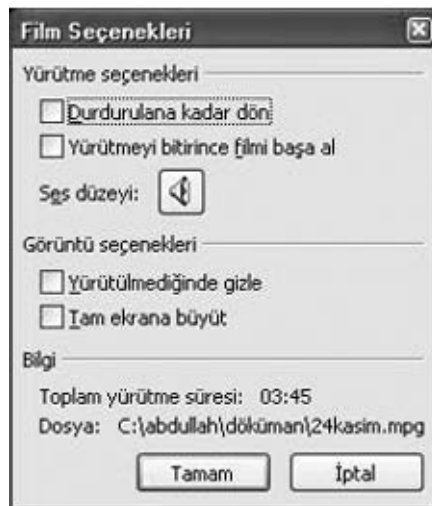 Film Seçenekleri
Yürütme seçenekleri
Durdurulana kadar dön
Yürütmeyi bitirince filmi başa al
Ses düzeyi:
Görüntü seçenekleri
Yürütülmediğinde gizle
Tam ekrana büyüt
Bilgi
Toplam yürütme süresi: 03:45
Dosya: C:\abdullah\döküman\24kasim.mpg
Tamam İptal